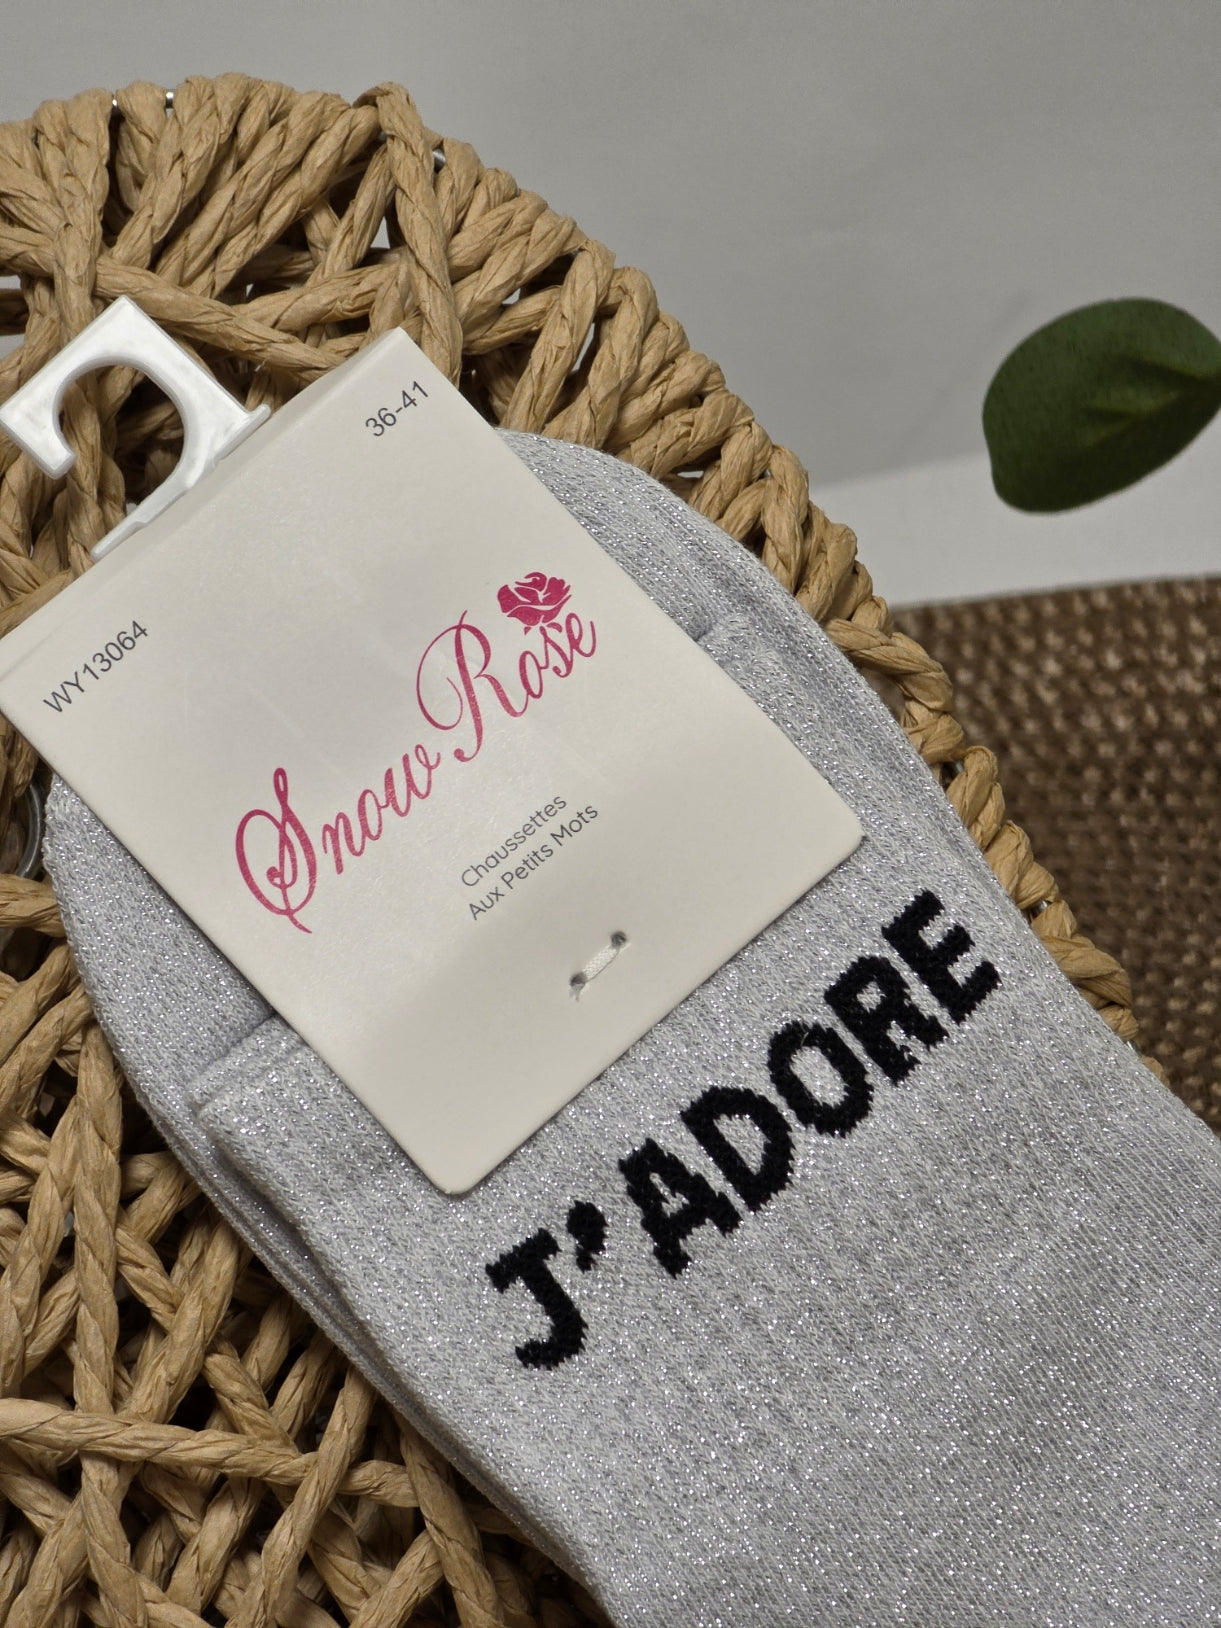 36-41
WY13064
Snow Rose
Chaussettes
Aux Petits Mots
J'ADORE